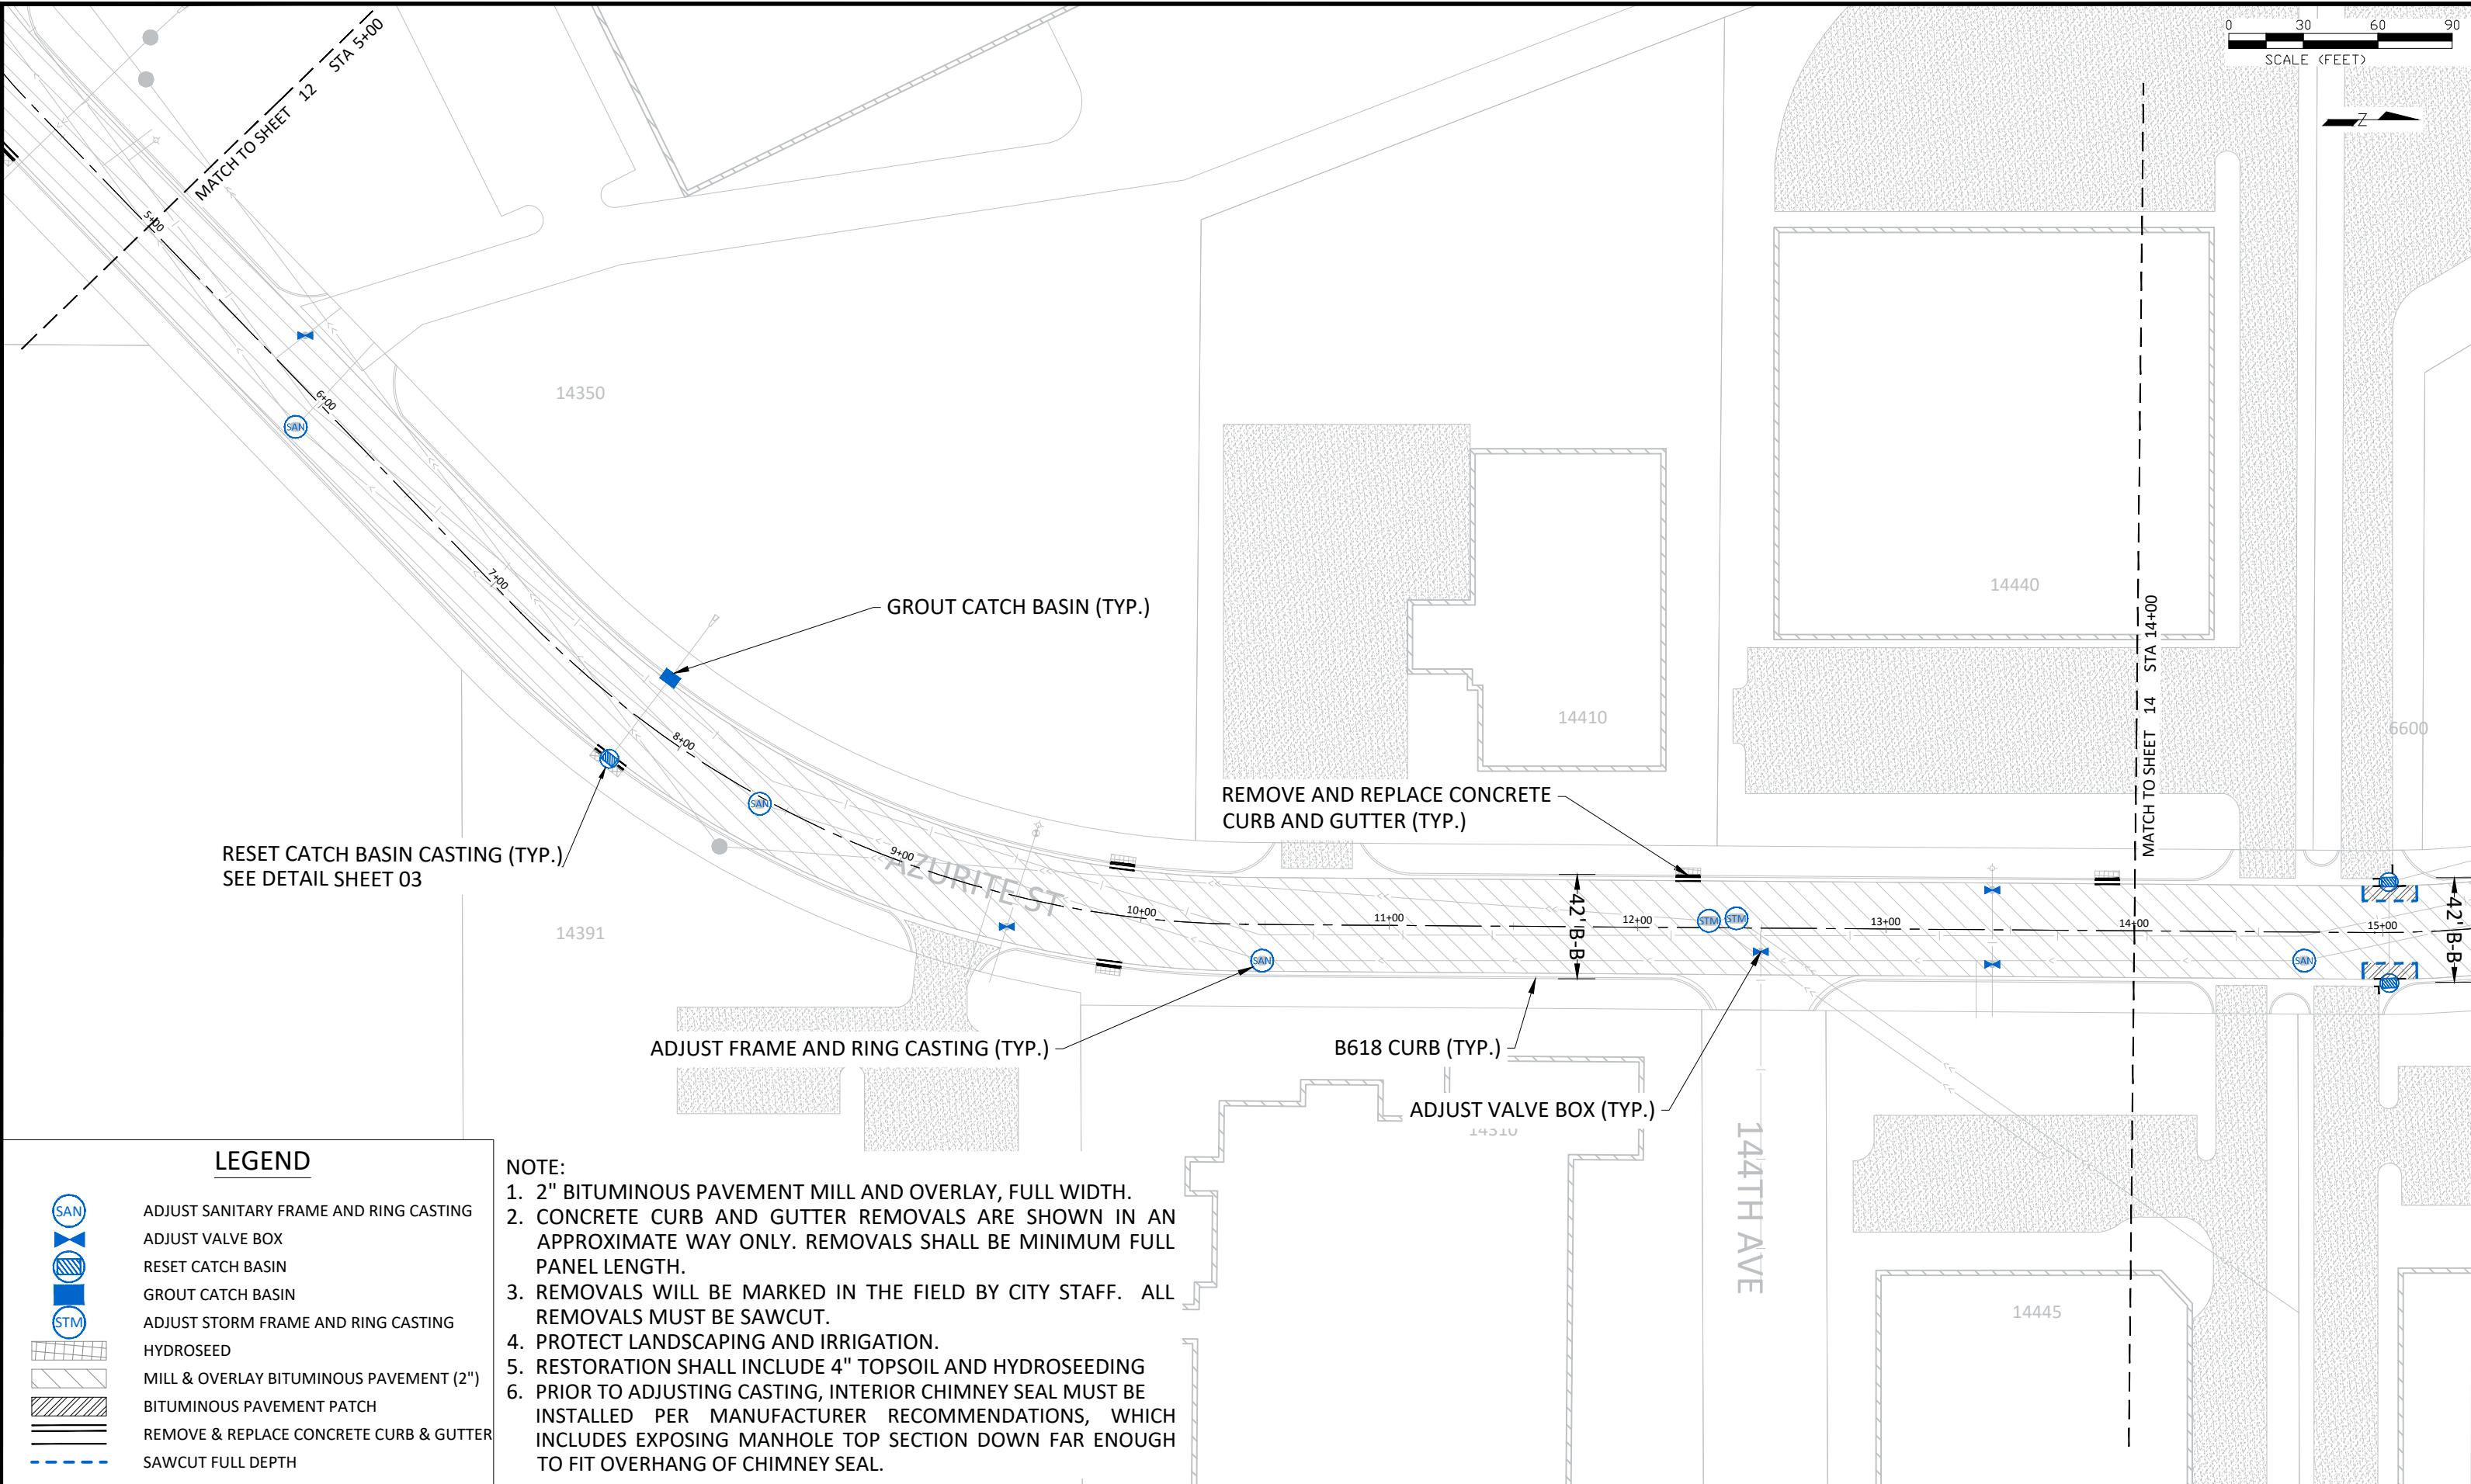 0 30 60 90
SCALE (FEET)
Z
MATCH TO SHEET 12 STA 5+00
5+00
6+00
7+00
8+00
9+00
10+00
11+00
12+00
13+00
14+00
15+00
14350
14440
14410
6600
14391
14310
14445
SAN
SAN
SAN
STM
STM
SAN
GROUT CATCH BASIN (TYP.)
RESET CATCH BASIN CASTING (TYP.)
SEE DETAIL SHEET 03
REMOVE AND REPLACE CONCRETE
CURB AND GUTTER (TYP.)
MATCH TO SHEET 14 STA 14+00
AZURITE ST
42' B-B
42' B-B
ADJUST FRAME AND RING CASTING (TYP.)
B618 CURB (TYP.)
ADJUST VALVE BOX (TYP.)
144TH AVE
LEGEND
SAN ADJUST SANITARY FRAME AND RING CASTING
ADJUST VALVE BOX
RESET CATCH BASIN
GROUT CATCH BASIN
STM ADJUST STORM FRAME AND RING CASTING
HYDROSEED
MILL & OVERLAY BITUMINOUS PAVEMENT (2")
BITUMINOUS PAVEMENT PATCH
REMOVE & REPLACE CONCRETE CURB & GUTTER
SAWCUT FULL DEPTH
NOTE:
1. 2" BITUMINOUS PAVEMENT MILL AND OVERLAY, FULL WIDTH.
2. CONCRETE CURB AND GUTTER REMOVALS ARE SHOWN IN AN
APPROXIMATE WAY ONLY. REMOVALS SHALL BE MINIMUM FULL
PANEL LENGTH.
3. REMOVALS WILL BE MARKED IN THE FIELD BY CITY STAFF. ALL
REMOVALS MUST BE SAWCUT.
4. PROTECT LANDSCAPING AND IRRIGATION.
5. RESTORATION SHALL INCLUDE 4" TOPSOIL AND HYDROSEEDING
6. PRIOR TO ADJUSTING CASTING, INTERIOR CHIMNEY SEAL MUST BE
INSTALLED PER MANUFACTURER RECOMMENDATIONS, WHICH
INCLUDES EXPOSING MANHOLE TOP SECTION DOWN FAR ENOUGH
TO FIT OVERHANG OF CHIMNEY SEAL.